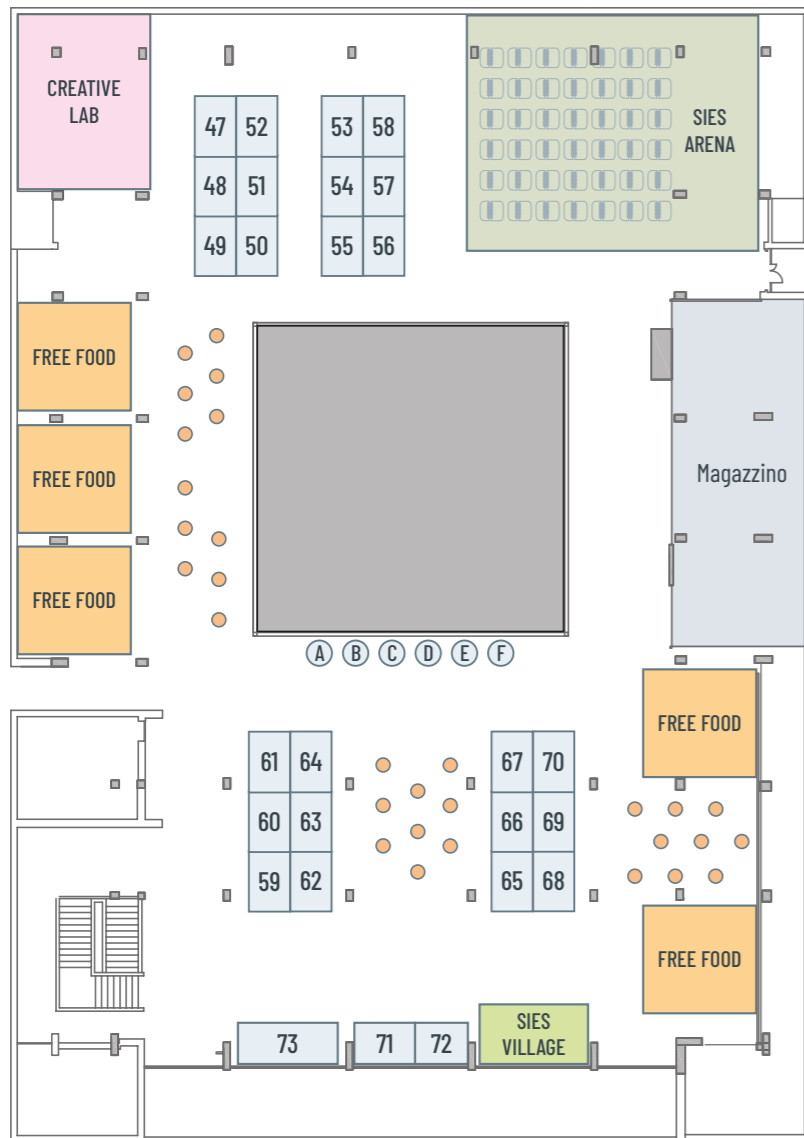 CREATIVE
LAB
47 52
53 58
48 51
54 57
49 50
55 56
SIES
ARENA
FREE FOOD
FREE FOOD
FREE FOOD
Magazzino
A B C D E F
61 64
67 70
60 63
66 69
59 62
65 68
FREE FOOD
FREE FOOD
73
71 72
SIES
VILLAGE